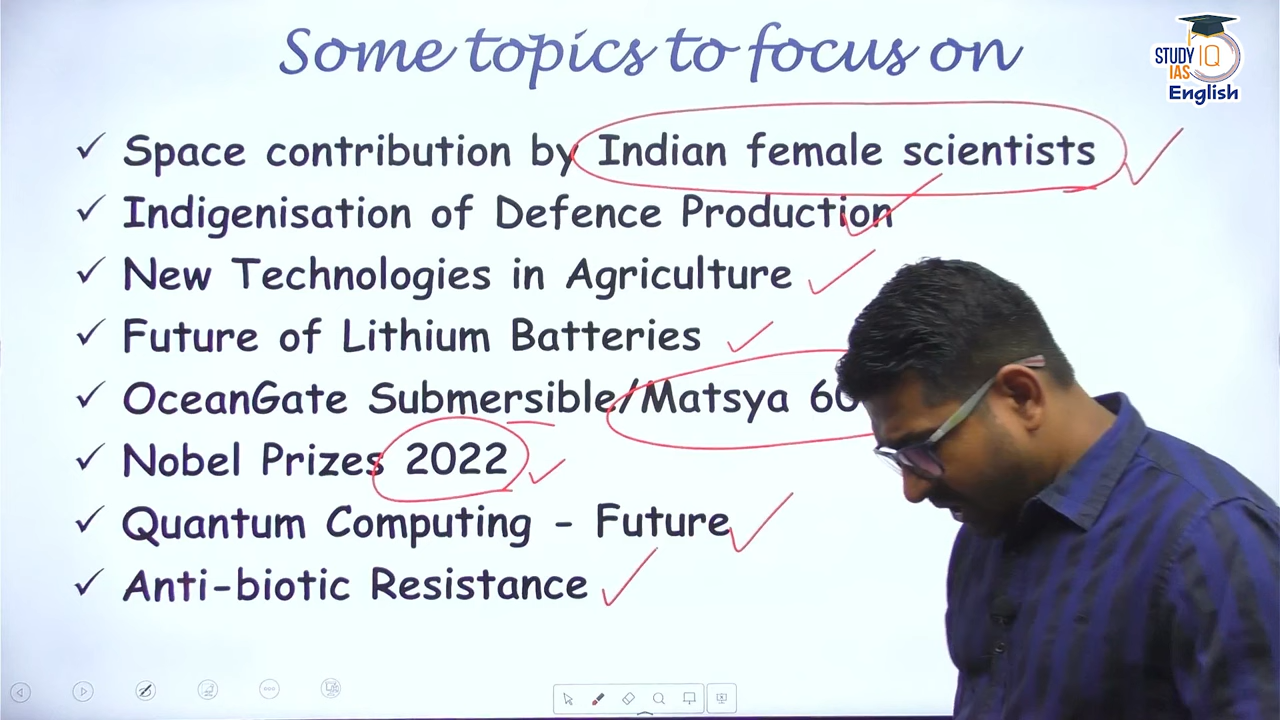 Some topics to focus on
STUDY IQ
IAS
English
✓ Space contribution by Indian female scientists
✓ Indigenisation of Defence Production
✓ New Technologies in Agriculture
✓ Future of Lithium Batteries
✓ OceanGate Submersible/Matsya 60
✓ Nobel Prizes 2022
✓ Quantum Computing - Future
✓ Anti-biotic Resistance